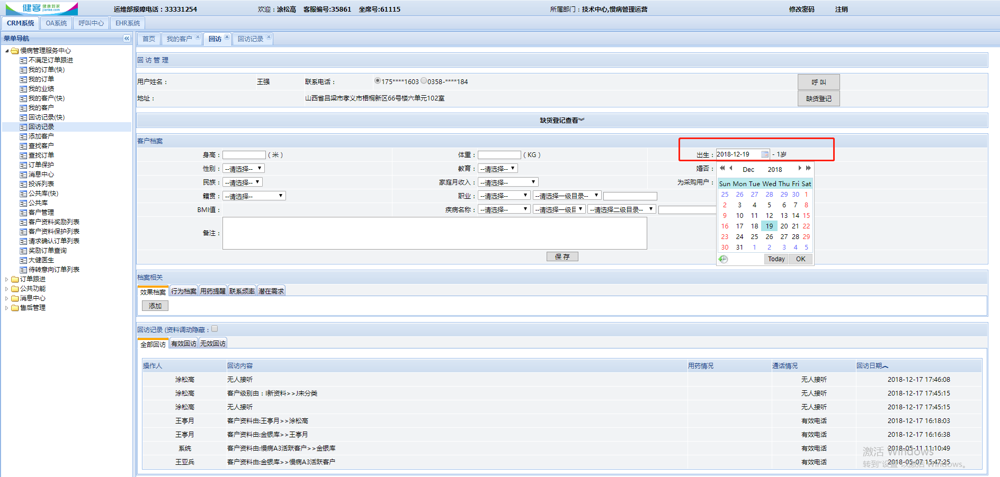 健客 健康到家 jianke.com 运维部报障电话：33331254 欢迎：涂松高 客服编号:35861 坐席号:61115 所属部门：技术中心,慢病管理运营 修改密码 注销
CRM系统 OA系统 呼叫中心 EHR系统
菜单导航
慢病管理服务中心
不满足订单跟进
我的订单(快)
我的订单
我的业绩
我的客户(快)
我的客户
回访记录(快)
回访记录
添加客户
查找客户
查找订单
订单保护
消息中心
投诉列表
公共库(快)
公共库
客户管理
客户资料奖励列表
客户资料保护列表
请求确认订单列表
奖励订单查询
大健医生
待转意向订单列表
订单跟进
公共功能
消息中心
售后管理
首页 我的客户 回访 回访记录
回 访 管 理
用户姓名： 王强 联系电话： 175****1603 0358-****184 呼 叫
地址： 山西省吕梁市孝义市梧桐新区66号楼六单元102室 缺货登记
缺货登记查看
客户档案
身高： ( 米 ) 体重： ( KG ) 出生： 2018-12-19 - 1岁
性别： --请选择-- 教育： --请选择-- 婚否：
民族： --请选择-- 家庭月收入： --请选择-- 为采购用户：
籍贯： --请选择-- 职业： --请选择-- --请选择一级目录--
BMI值： 疾病名称： --请选择-- --请选择一级目 --请选择二级目录--
备注：
保 存
Dec 2018
Sun Mon Tue Wed Thu Fri Sat
25 26 27 28 29 30 1
2 3 4 5 6 7 8
9 10 11 12 13 14 15
16 17 18 19 20 21 22
23 24 25 26 27 28 29
30 31 1 2 3 4 5
Today OK
档案相关
效果档案 行为档案 用药提醒 联系频率 潜在需求
添加
回访记录 (资料调动隐藏：
全部回访 有效回访 无效回访
操作人 回访内容 用药情况 通话情况 回访日期
涂松高 无人接听 无人接听 2018-12-17 17:46:08
涂松高 客户级别由：I新资料>>J未分类 无人接听 2018-12-17 17:45:15
涂松高 无人接听 无人接听 2018-12-17 17:45:15
王亭月 客户资料由:王亭月>>涂松高 有效电话 2018-12-17 16:18:03
王亭月 客户资料由:金银库>>王亭月 有效电话 2018-12-17 16:16:38
系统 客户资料由:慢病A3活跃客户>>金银库 有效电话 2018-05-11 11:10:49
王亚兵 客户资料由:金银库>>慢病A3活跃客户 有效电话 2018-05-07 15:47:25
激活 Windows
转到"设置"以激活 Windows。